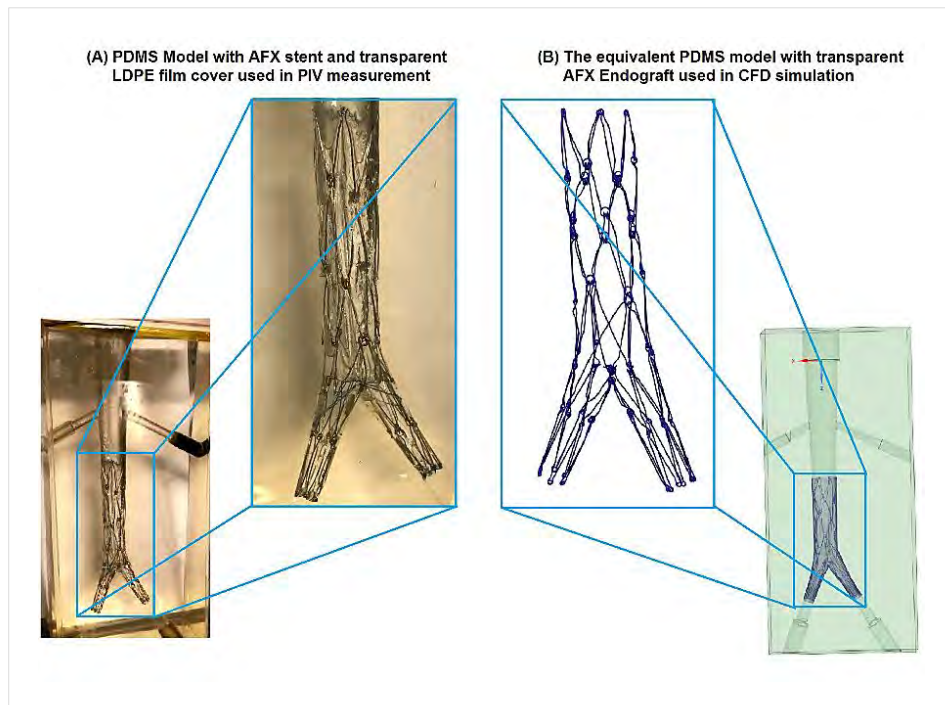 (A) PDMS Model with AFX stent and transparent
LDPE film cover used in PIV measurement
(B) The equivalent PDMS model with transparent
AFX Endograft used in CFD simulation
X